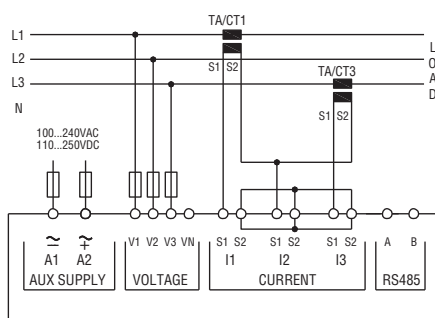 TA/CT1
L1
L2
TA/CT3
S1 S2
L3
N
LOAD
S1 S2
100...240VAC
110...250VDC
V1 V2 V3 VN S1 S2 S1 S2 S1 S2 A B
A1 A2 I1 I2 I3
AUX SUPPLY VOLTAGE CURRENT RS485